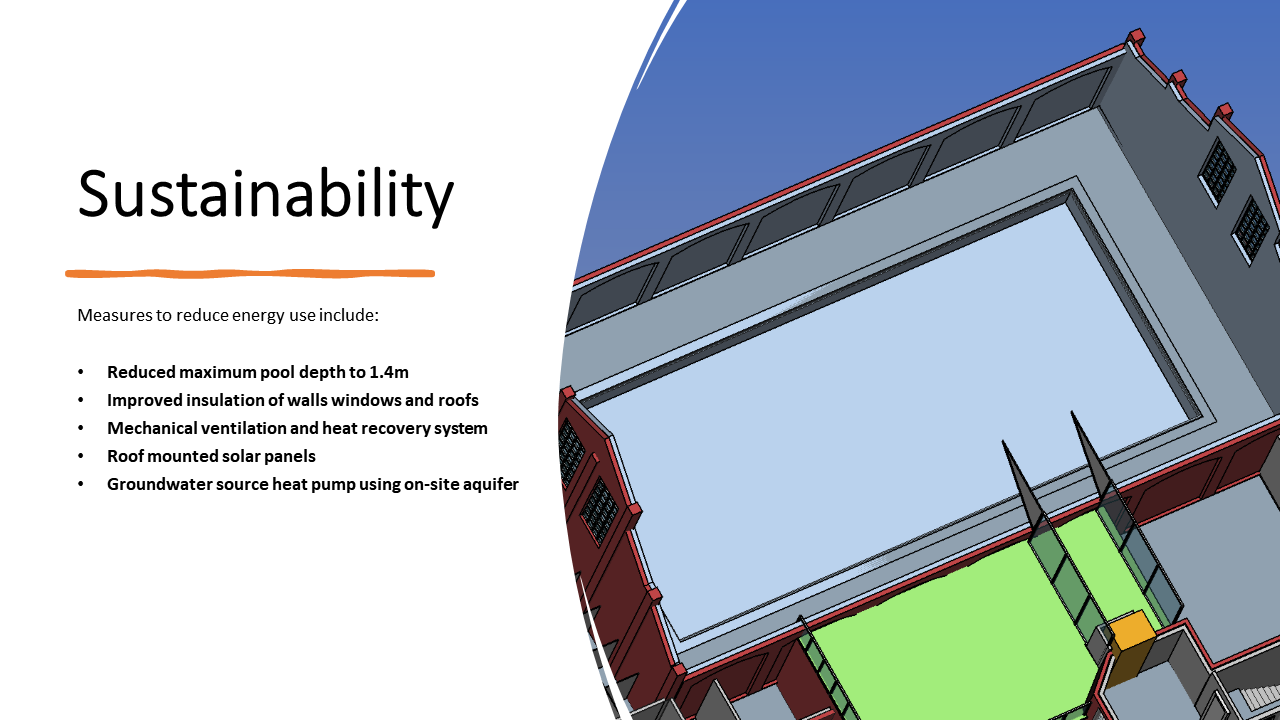 Sustainability
Measures to reduce energy use include:
• Reduced maximum pool depth to 1.4m
• Improved insulation of walls windows and roofs
• Mechanical ventilation and heat recovery system
• Roof mounted solar panels
• Groundwater source heat pump using on-site aquifer